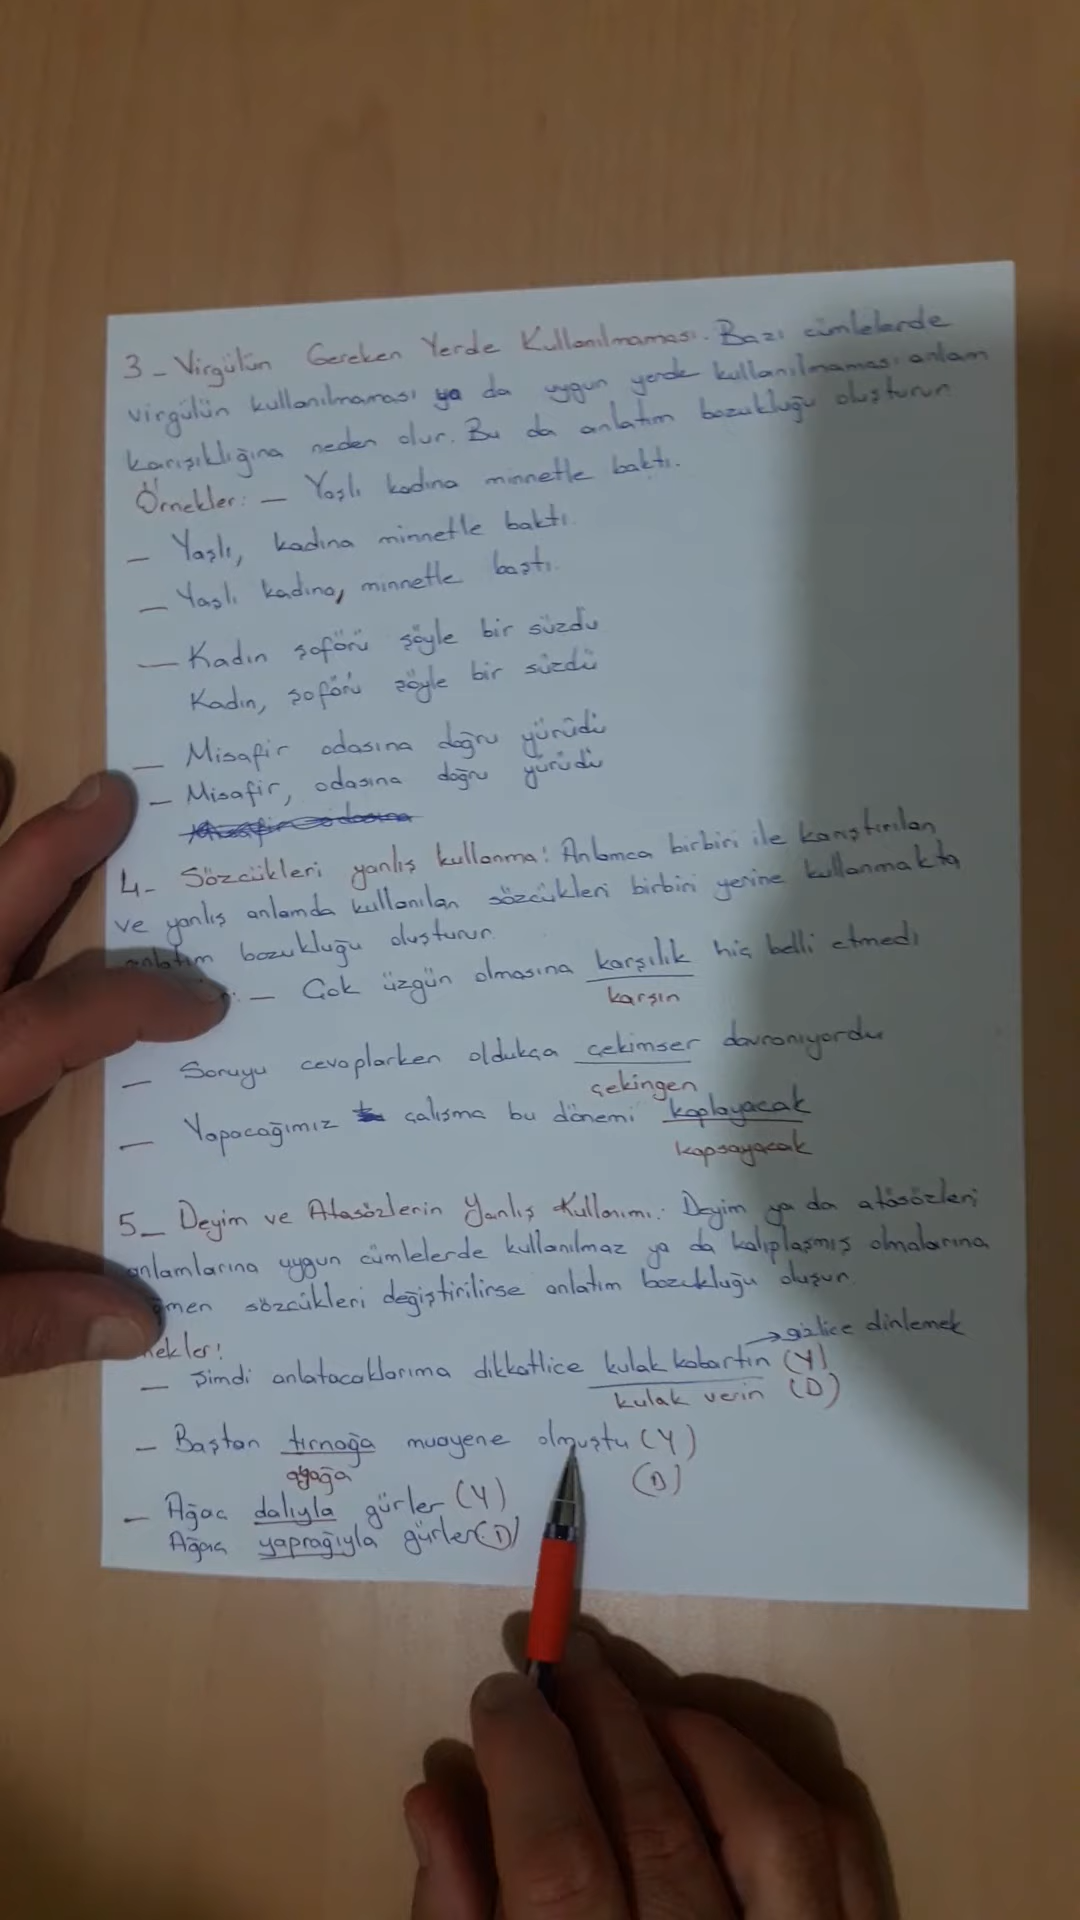 3- Virgülün Gereken Yerde Kullanılmaması. Bazı cümlelerde
virgülün kullanılmaması ya da uygun yerde kullanılmaması anlam
karışıklığına neden olur. Bu da anlatım bozukluğu oluşturur
Örnekler: - Yaşlı kadına minnetle baktı.
- Yaşlı, kadına minnetle baktı.
- Yaşlı kadına, minnetle baştı.
- Kadın şoförü şöyle bir süzdü
Kadın, şoförü şöyle bir süzdü
- Misafir odasına doğru yürüdü
- Misafir, odasına doğru yürüdü
4- Sözcükleri yanlış kullanma: Anlamca birbiri ile karıştırılan
ve yanlış anlamda kullanılan sözcükleri birbiri yerine kullanmakta
anlatım bozukluğu oluşturur.
- Çok üzgün olmasına karşılık hiç belli etmedi
karşın
- Soruyu cevaplarken oldukça çekimser davranıyordu
çekingen
- Yapacağımız çalışma bu dönemi kaplayacak
kapsayacak
5- Deyim ve Atasözlerin Yanlış Kullanımı: Deyim ya da atasözleri
anlamlarına uygun cümlelerde kullanılmaz ya da kalıplaşmış olmalarına
sözcükleri değiştirilirse anlatım bozukluğu oluşur.
→ gizlice dinlemek
- Şimdi anlatacaklarıma dikkatlice kulak kabartın (Y)
kulak verin (D)
- Baştan tırnağa muayene olmuştu (Y)
aşağa (D)
- Ağaç dalıyla gürler (Y)
Ağaç yaprağıyla gürler (D)